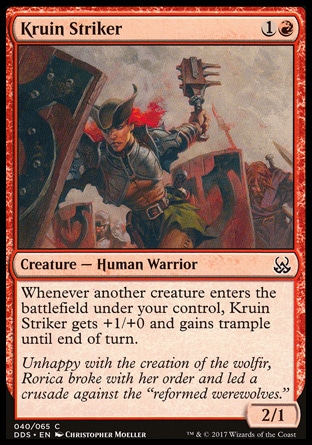 Kruin Striker 1
Creature — Human Warrior
Whenever another creature enters the
battlefield under your control, Kruin
Striker gets +1/+0 and gains trample
until end of turn.
Unhappy with the creation of the wolfir,
Rorica broke with her order and led a
crusade against the “reformed werewolves.”
2/1
040/065 C
DDS • EN CHRISTOPHER MOELLER
™ & © 2017 Wizards of the Coast